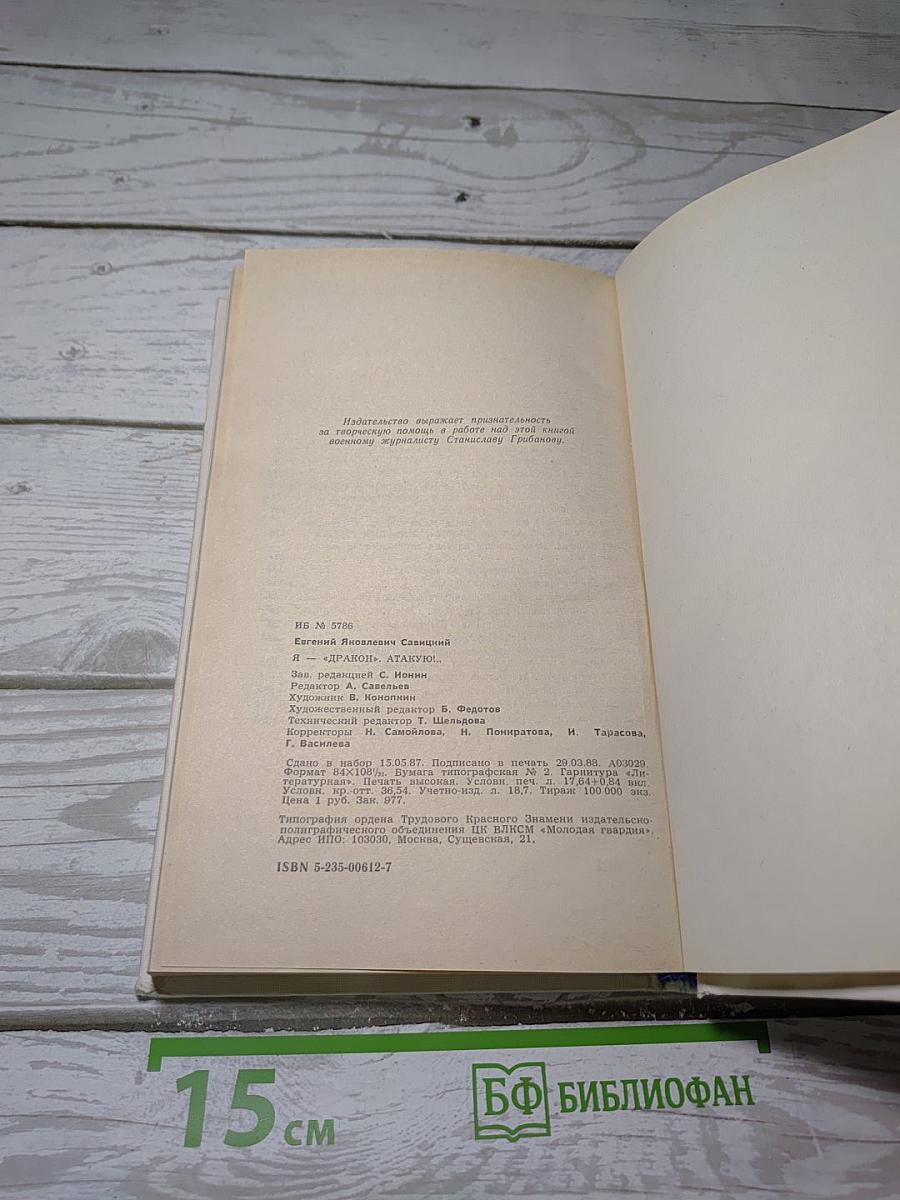 Издательство выражает признательность
за творческую помощь в работе над этой книгой
военному журналисту Станиславу Грибанову.
ИБ № 5786
Евгений Яковлевич Савицкий
Я — «ДРАКОН». АТАКУЮ!..
Зав. редакцией С. Ионин
Редактор А. Савельев
Художник В. Конопкин
Художественный редактор Б. Федотов
Технический редактор Т. Щельдова
Корректоры Н. Самойлова, Н. Понкратова, И. Тарасова,
Г. Василева
Сдано в набор 15.05.87. Подписано в печать 29.03.88. А03029.
Формат 84×108¹/₃₂. Бумага типографская № 2. Гарнитура «Ли-
тературная». Печать высокая. Условн. печ. л. 17,64+0,84 вкл.
Условн. кр.-отт. 36,54. Учетно-изд. л. 18,7. Тираж 100 000 экз.
Цена 1 руб. Зак. 977.
Типография ордена Трудового Красного Знамени издательско-
полиграфического объединения ЦК ВЛКСМ «Молодая гвардия».
Адрес ИПО: 103030, Москва, Сущевская, 21.
ISBN 5-235-00612-7
15 см
БФ БИБЛИОФАН